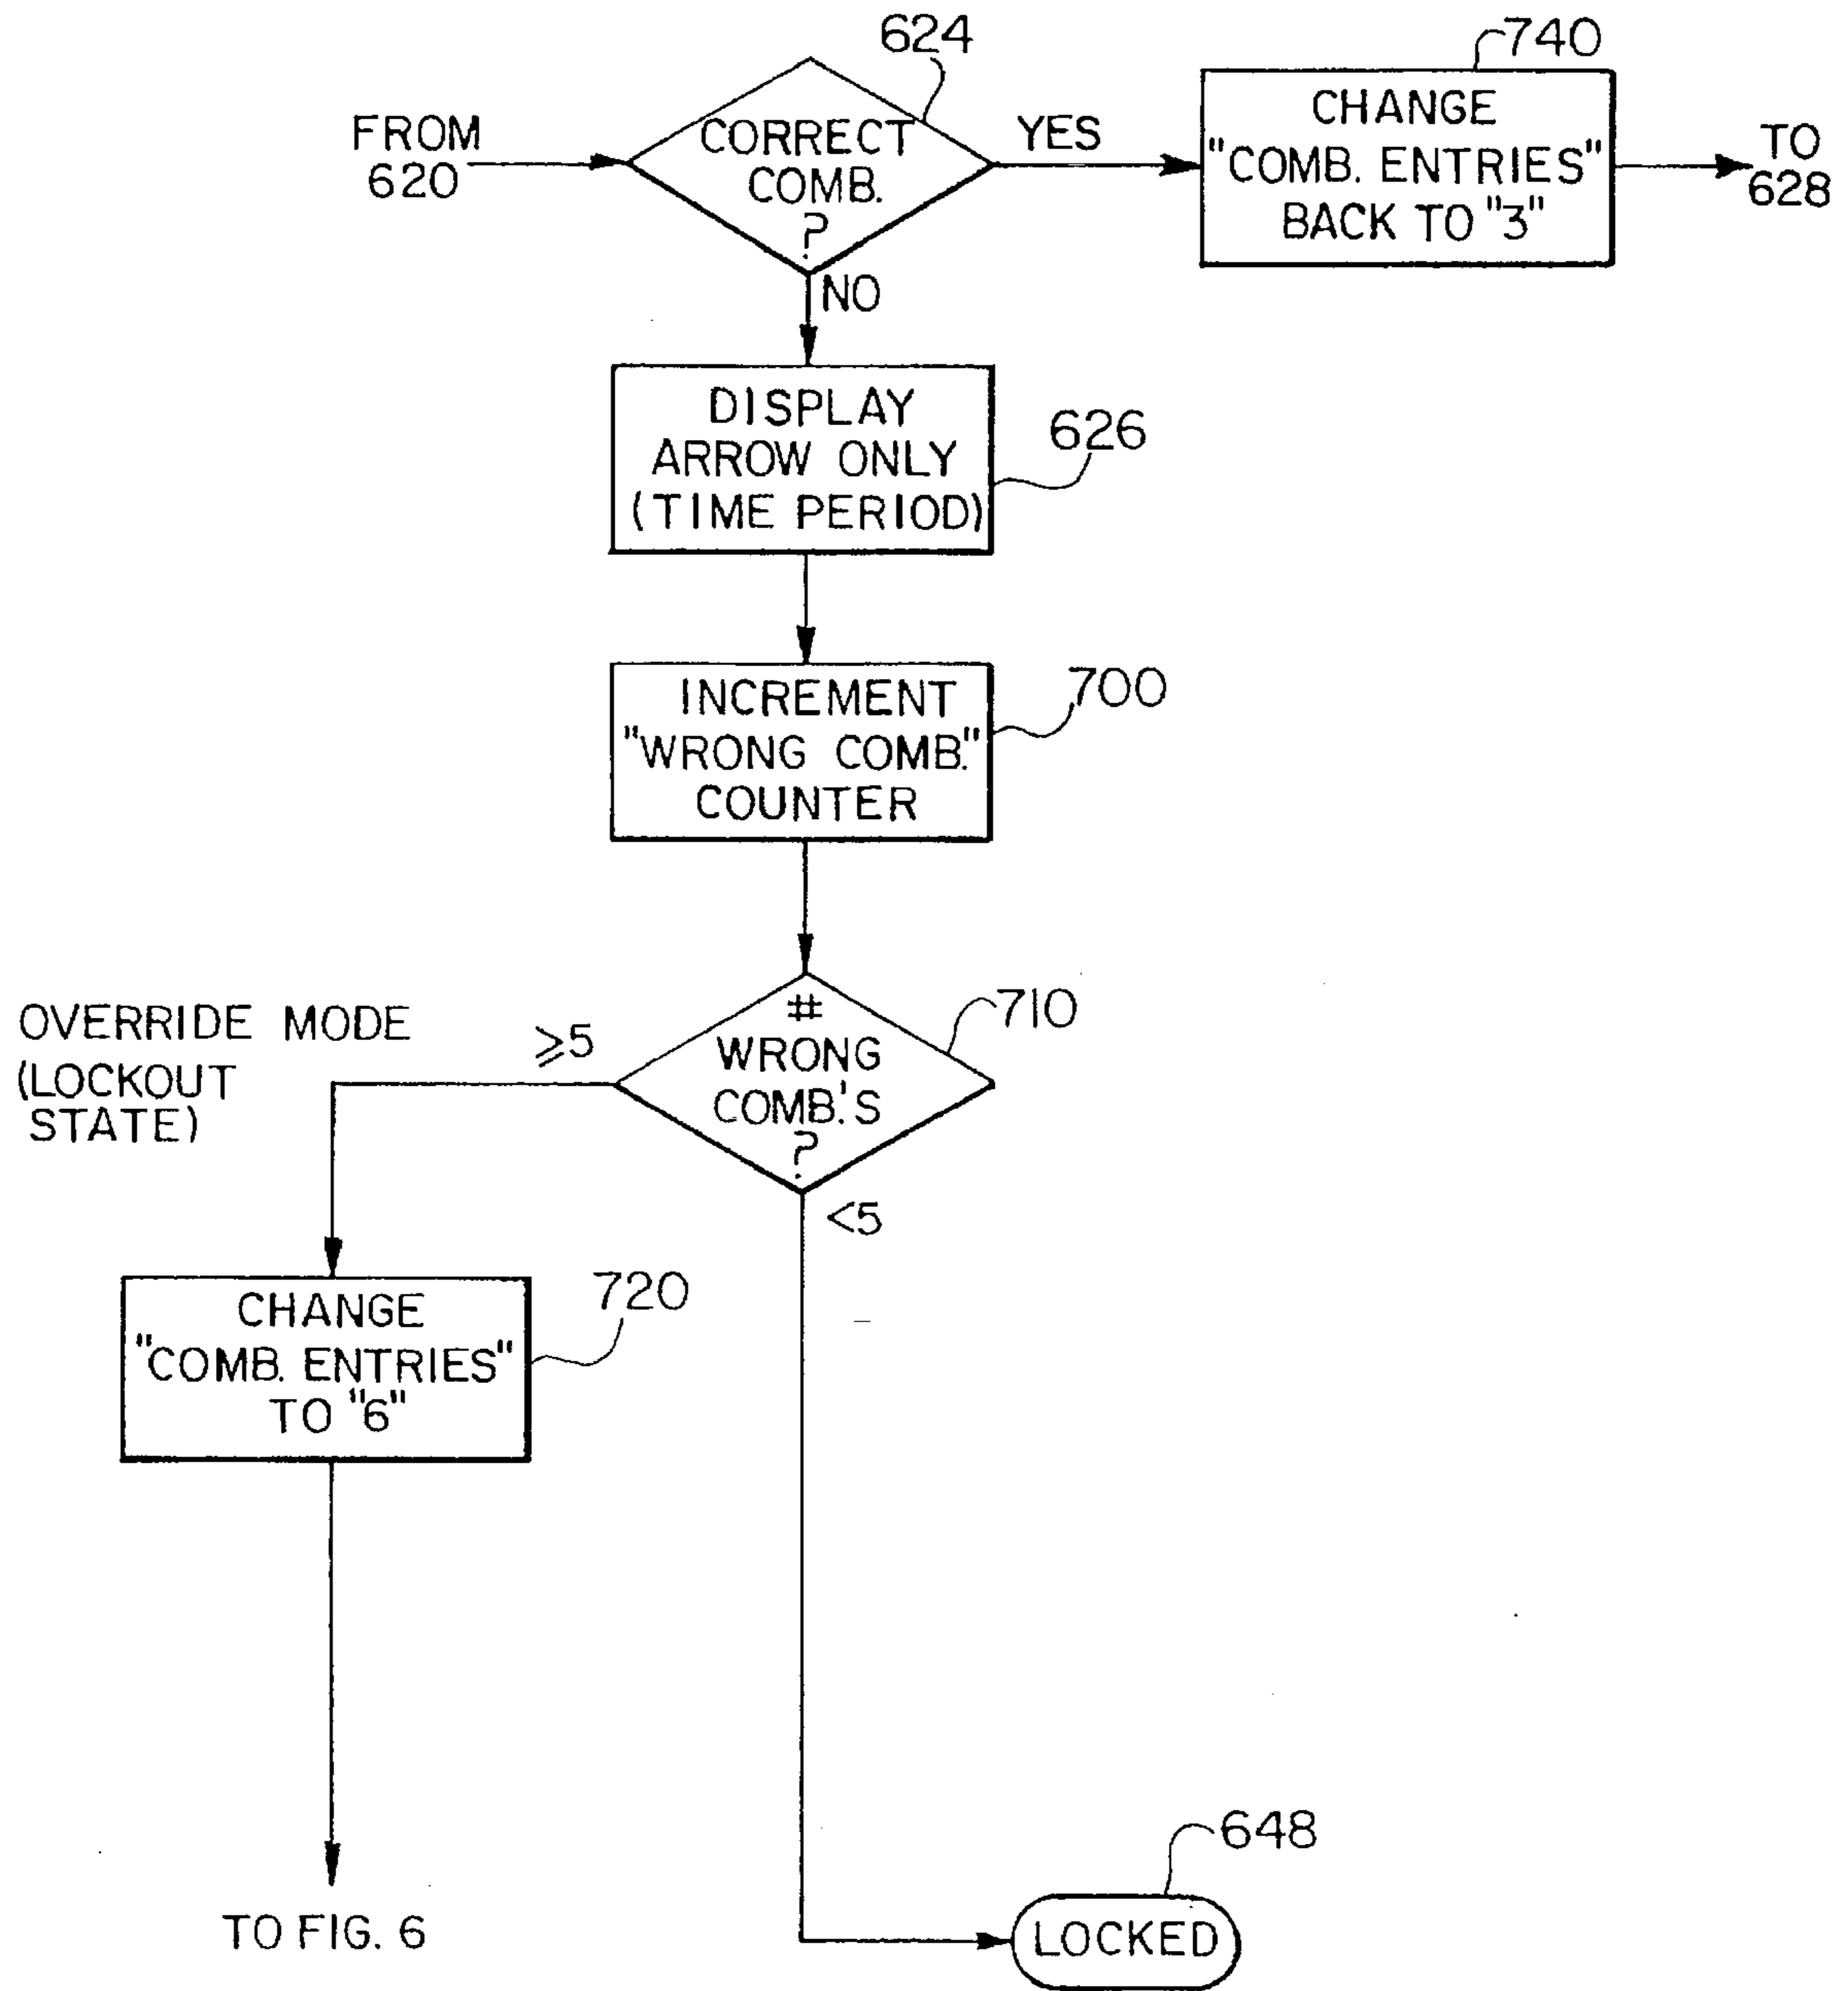 624
740
FROM
620
CORRECT
COMB.
?
YES
CHANGE
"COMB. ENTRIES"
BACK TO "3"
TO
628
NO
DISPLAY
ARROW ONLY
(TIME PERIOD)
626
INCREMENT
"WRONG COMB."
COUNTER
700
OVERRIDE MODE
(LOCKOUT
STATE)
≥5
#
WRONG
COMB.'S
?
710
<5
CHANGE
"COMB. ENTRIES"
TO "6"
720
648
TO FIG. 6
LOCKED